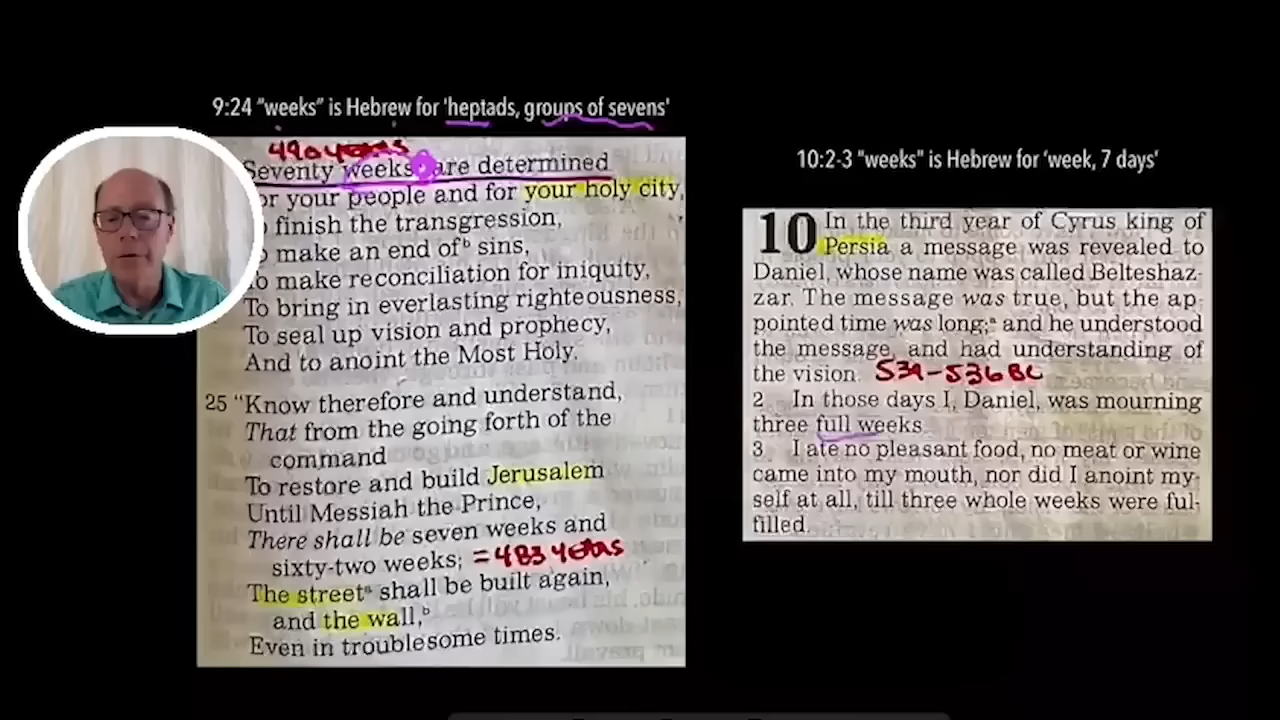 9:24 "weeks" is Hebrew for 'heptads, groups of sevens'
490 years
Seventy weeks are determined
or your people and for your holy city,
o finish the transgression,
o make an end ofᵇ sins,
o make reconciliation for iniquity,
To bring in everlasting righteousness,
To seal up vision and prophecy,
And to anoint the Most Holy.
25 "Know therefore and understand,
That from the going forth of the
command
To restore and build Jerusalem
Until Messiah the Prince,
There shall be seven weeks and
sixty-two weeks; = 483 years
The streetᵃ shall be built again,
and the wall,ᵇ
Even in troublesome times.
10:2-3 "weeks" is Hebrew for 'week, 7 days'
10 In the third year of Cyrus king of
Persia a message was revealed to
Daniel, whose name was called Belteshaz-
zar. The message was true, but the ap
pointed time was long;ᵃ and he understood
the message, and had understanding of
the vision. 539-536 BC
2 In those days I, Daniel, was mourning
three full weeks
3 I ate no pleasant food, no meat or wine
came into my mouth, nor did I anoint my-
self at all, till three whole weeks were ful-
filled.